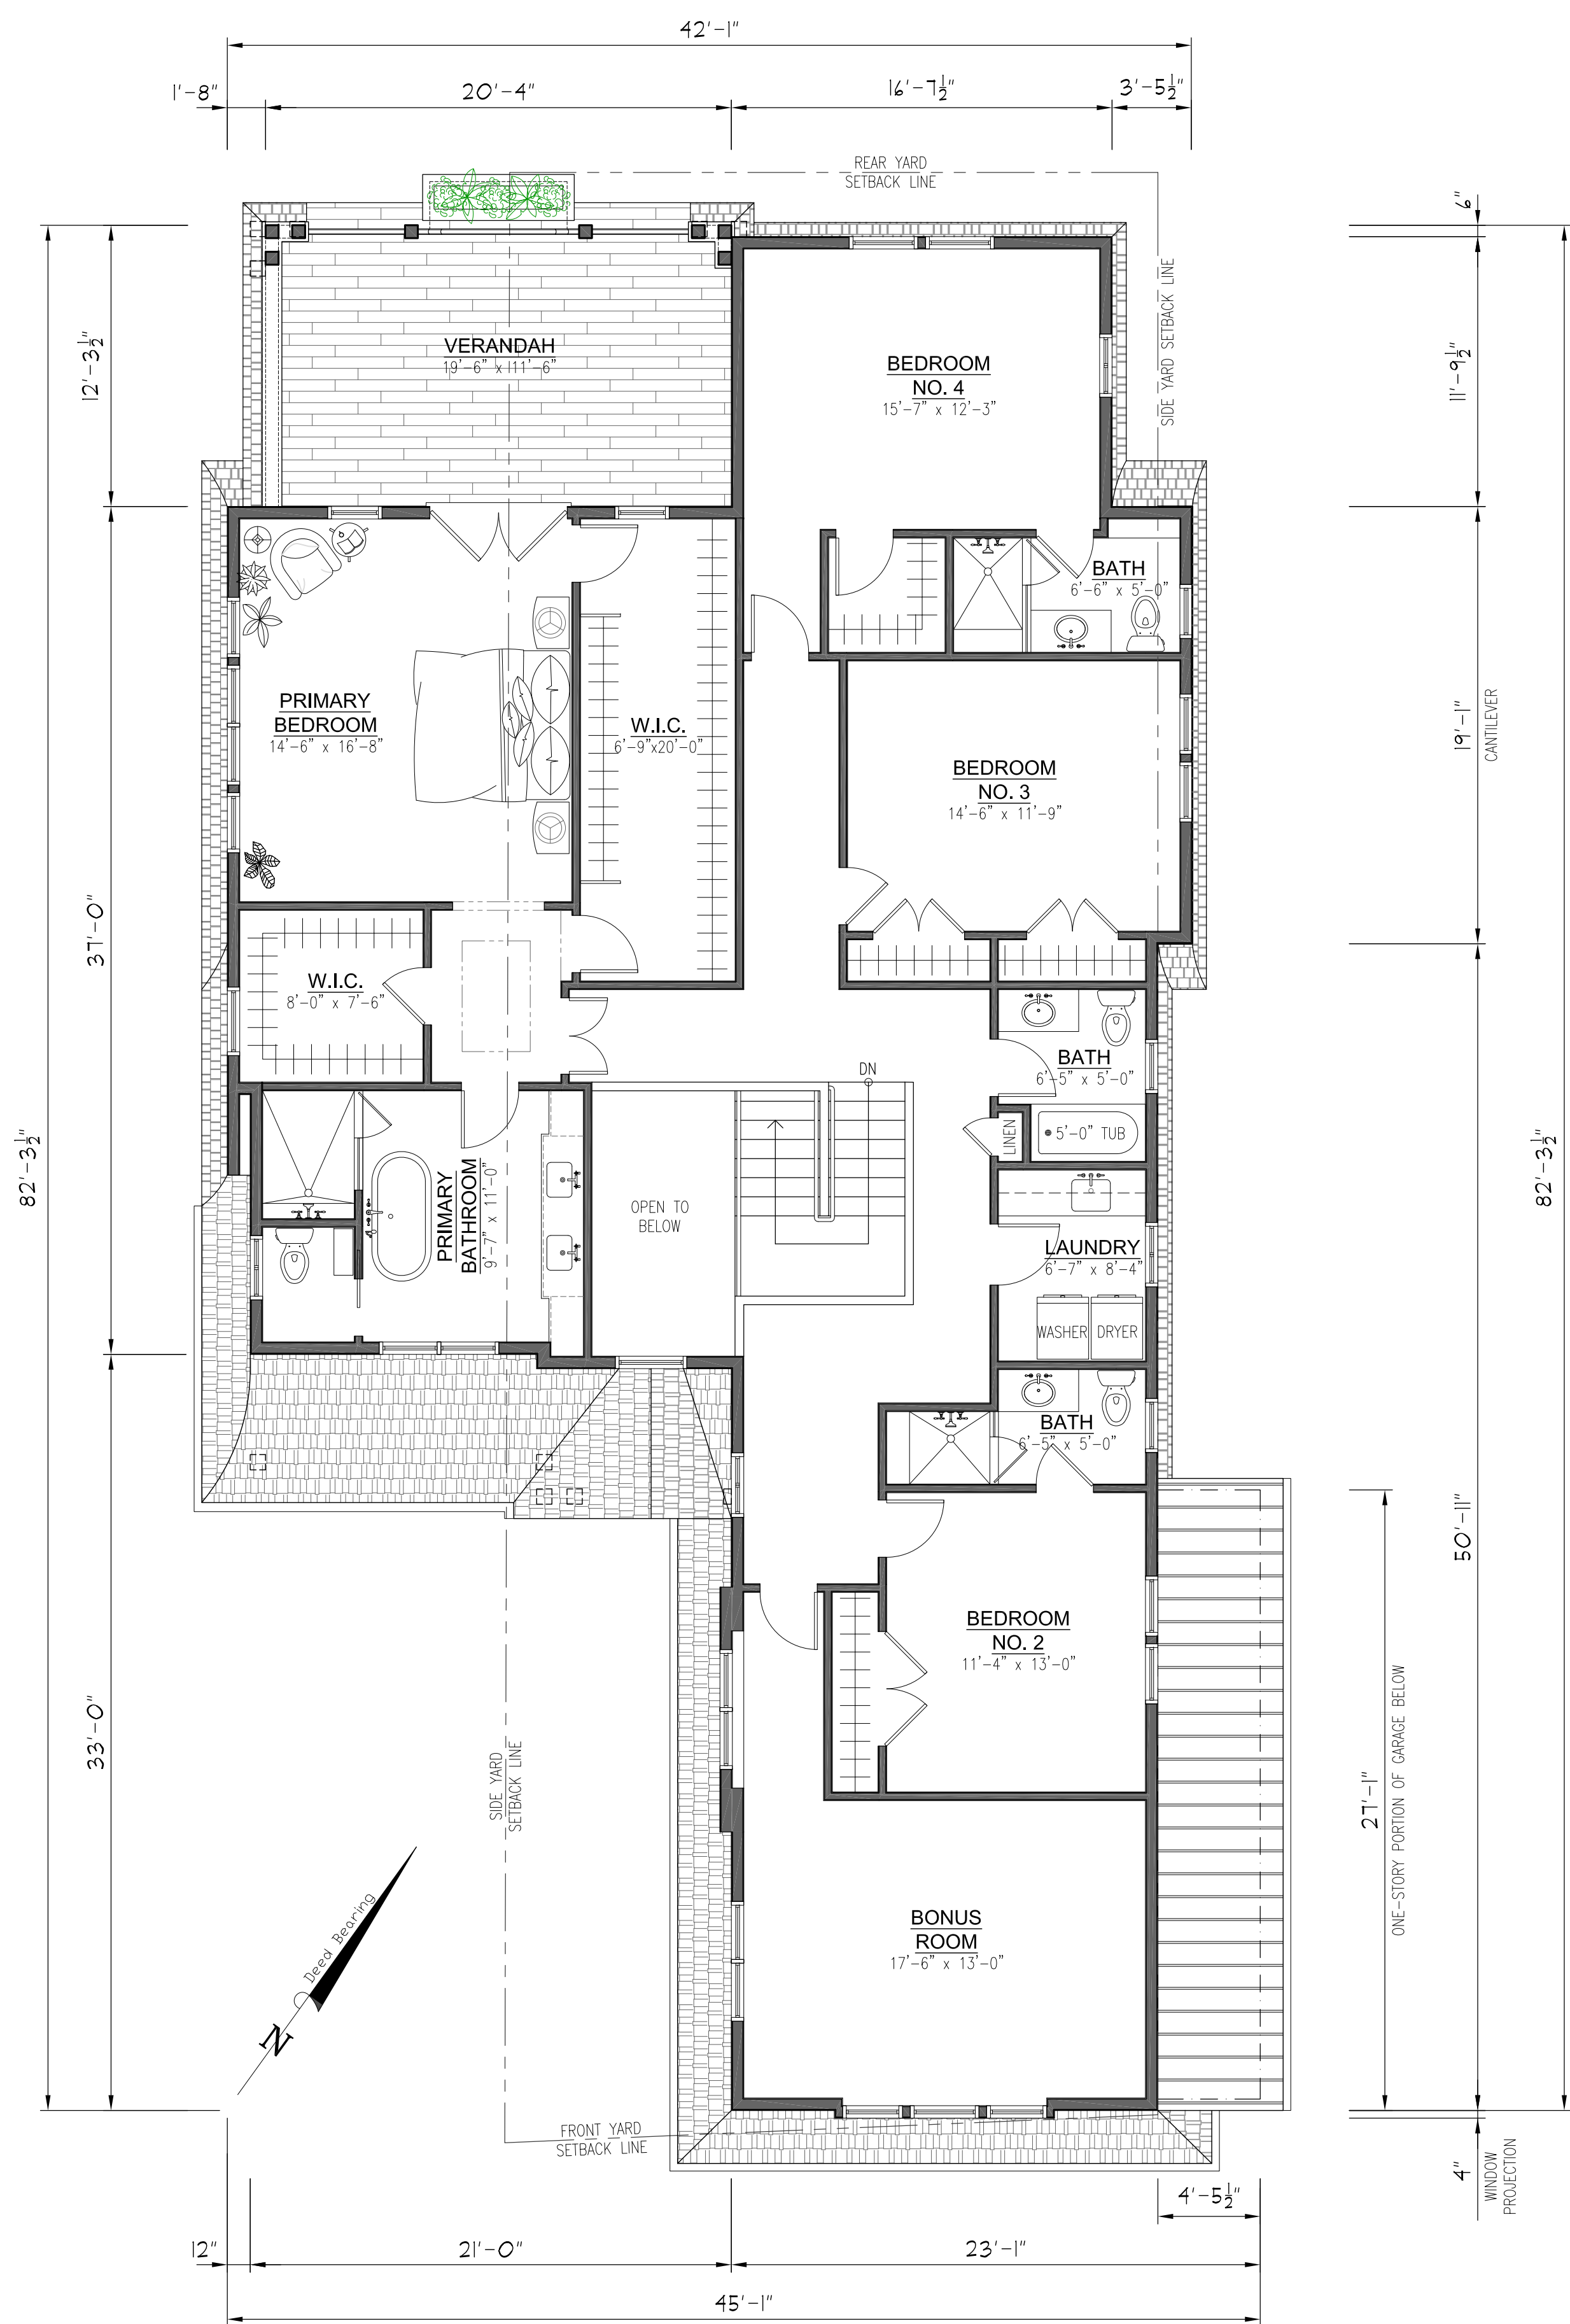 42'-1"
1'-8"
20'-4"
16'-7½"
3'-5½"
REAR YARD
SETBACK LINE
6"
VERANDAH
19'-6" x 11'-6"
12'-3½"
BEDROOM
NO. 4
15'-7" x 12'-3"
SIDE YARD SETBACK LINE
11'-9½"
BATH
6'-6" x 5'-0"
PRIMARY
BEDROOM
14'-6" x 16'-8"
W.I.C.
6'-9"x20'-0"
BEDROOM
NO. 3
14'-6" x 11'-9"
19'-1"
CANTILEVER
37'-0"
W.I.C.
8'-0" x 7'-6"
DN
BATH
6'-5" x 5'-0"
LINEN
5'-0" TUB
82'-3½"
82'-3½"
PRIMARY
BATHROOM
9'-7" x 11'-0"
OPEN TO
BELOW
LAUNDRY
6'-7" x 8'-4"
WASHER
DRYER
BATH
6'-5" x 5'-0"
50'-11"
BEDROOM
NO. 2
11'-4" x 13'-0"
33'-0"
SIDE YARD
SETBACK LINE
27'-1"
ONE-STORY PORTION OF GARAGE BELOW
BONUS
ROOM
17'-6" x 13'-0"
Deed Bearing
N
FRONT YARD
SETBACK LINE
4"
WINDOW
PROJECTION
4'-5½"
12"
21'-0"
23'-1"
45'-1"